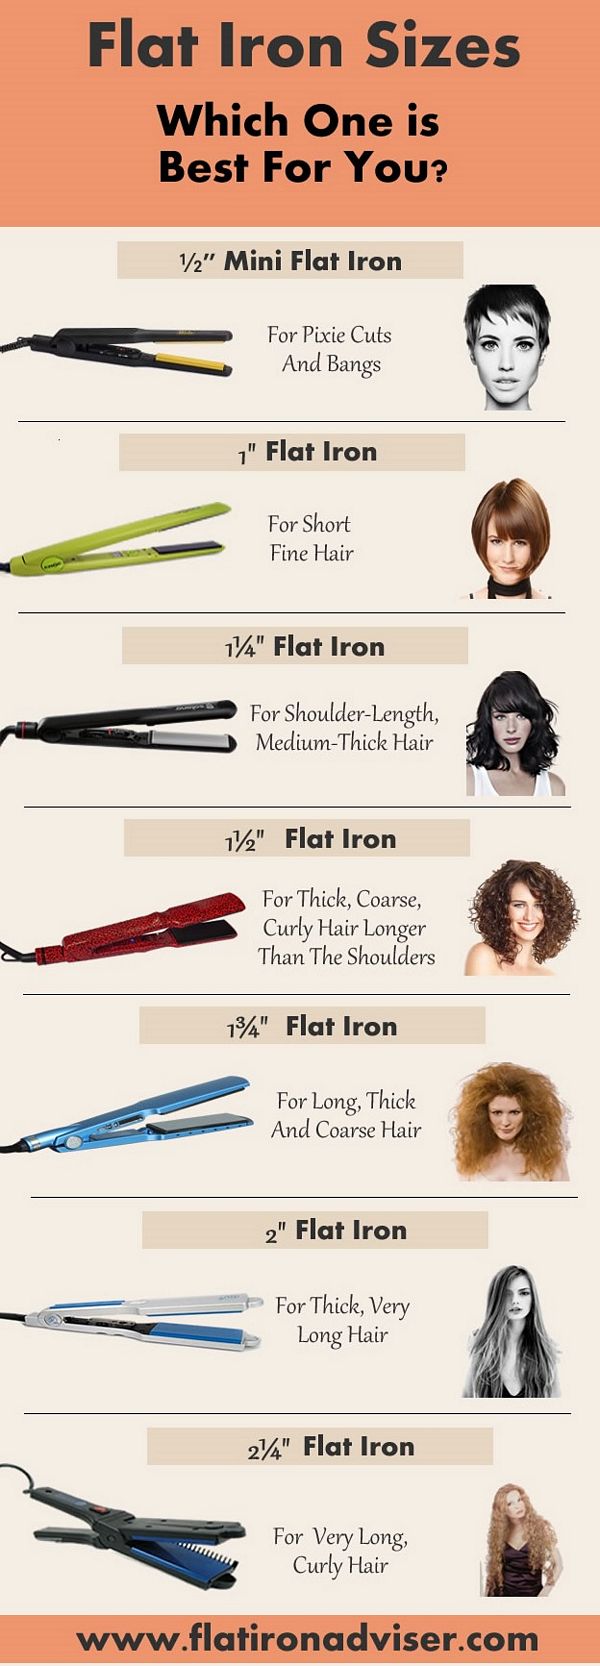 Flat Iron Sizes
Which One is
Best For You?
½" Mini Flat Iron
For Pixie Cuts
And Bangs
1" Flat Iron
For Short
Fine Hair
1¼" Flat Iron
For Shoulder-Length,
Medium-Thick Hair
1½" Flat Iron
For Thick, Coarse,
Curly Hair Longer
Than The Shoulders
1¾" Flat Iron
For Long, Thick
And Coarse Hair
2" Flat Iron
For Thick, Very
Long Hair
2¼" Flat Iron
For Very Long,
Curly Hair
www.flatironadviser.com